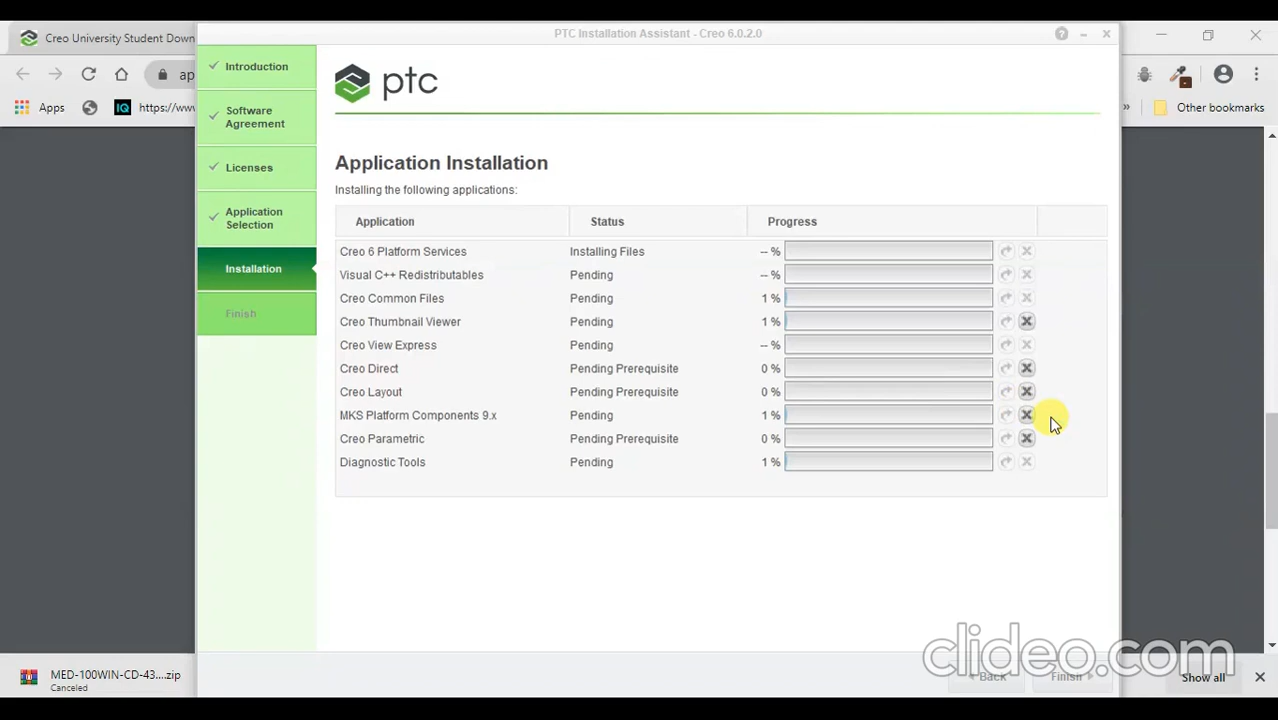 Creo University Student Down
PTC Installation Assistant - Creo 6.0.2.0
ap
Apps
https://www
Other bookmarks
Introduction
Software
Agreement
Licenses
Application
Selection
Installation
Finish
ptc
Application Installation
Installing the following applications:
Application Status Progress
Creo 6 Platform Services Installing Files -- %
Visual C++ Redistributables Pending -- %
Creo Common Files Pending 1 %
Creo Thumbnail Viewer Pending 1 %
Creo View Express Pending -- %
Creo Direct Pending Prerequisite 0 %
Creo Layout Pending Prerequisite 0 %
MKS Platform Components 9.x Pending 1 %
Creo Parametric Pending Prerequisite 0 %
Diagnostic Tools Pending 1 %
clideo.com
Back
Finish
MED-100WIN-CD-43....zip
Canceled
Show all